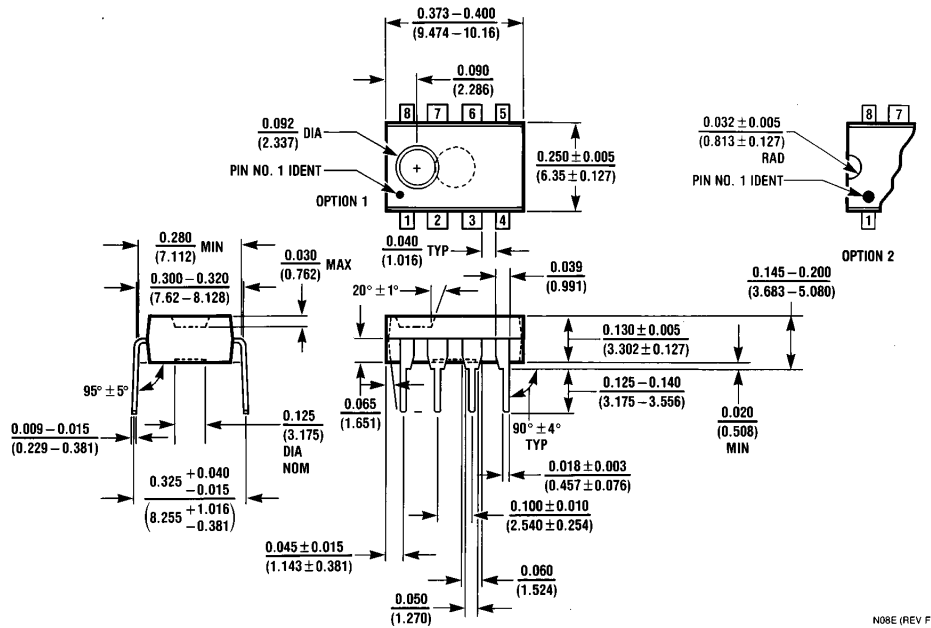 0.373–0.400
(9.474–10.16)
0.090
(2.286)
8 7 6 5
0.092 DIA
(2.337)
PIN NO. 1 IDENT
OPTION 1
0.250 ± 0.005
(6.35 ± 0.127)
1 2 3 4
8 7
0.032 ± 0.005
(0.813 ± 0.127)
RAD
PIN NO. 1 IDENT
1
OPTION 2
0.280 MIN
(7.112)
0.300–0.320
(7.62–8.128)
0.030 MAX
(0.762)
0.040 TYP
(1.016)
0.039
(0.991)
20° ± 1°
0.145–0.200
(3.683–5.080)
0.130 ± 0.005
(3.302 ± 0.127)
0.125–0.140
(3.175–3.556)
0.020
(0.508)
MIN
95° ± 5°
0.009–0.015
(0.229–0.381)
0.125
(3.175)
DIA
NOM
0.065
(1.651)
90° ± 4°
TYP
0.018 ± 0.003
(0.457 ± 0.076)
0.325 +0.040
−0.015
(8.255 +1.016
−0.381)
0.100 ± 0.010
(2.540 ± 0.254)
0.045 ± 0.015
(1.143 ± 0.381)
0.060
(1.524)
0.050
(1.270)
N08E (REV F